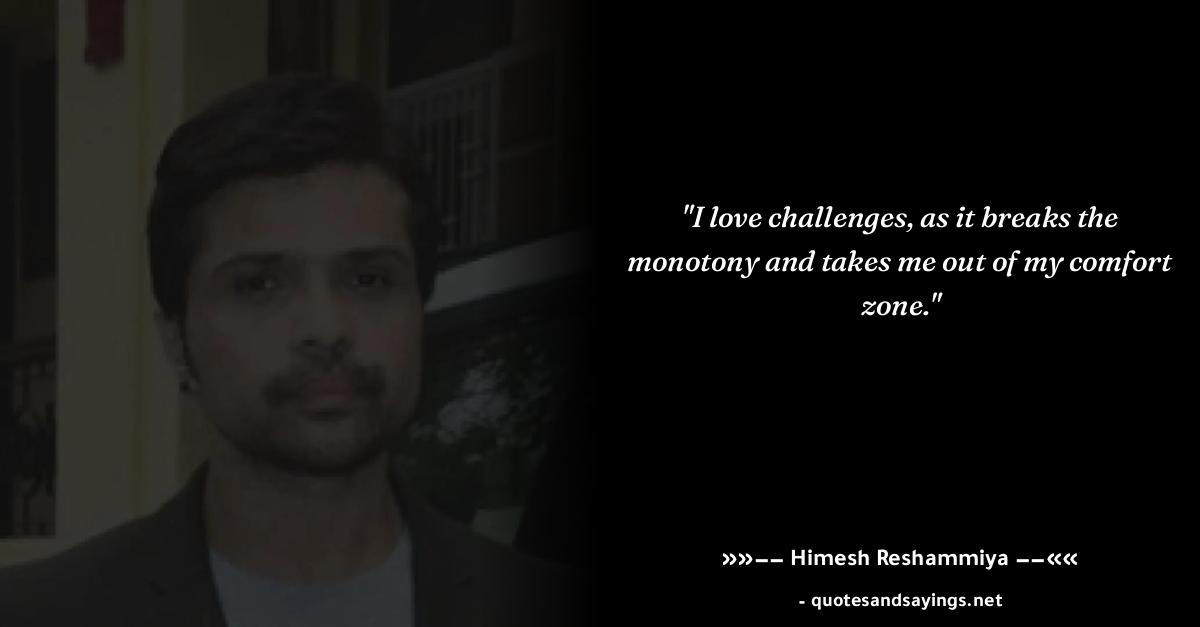 "I love challenges, as it breaks the
monotony and takes me out of my comfort
zone."
»»−− Himesh Reshammiya −−««
- quotesandsayings.net